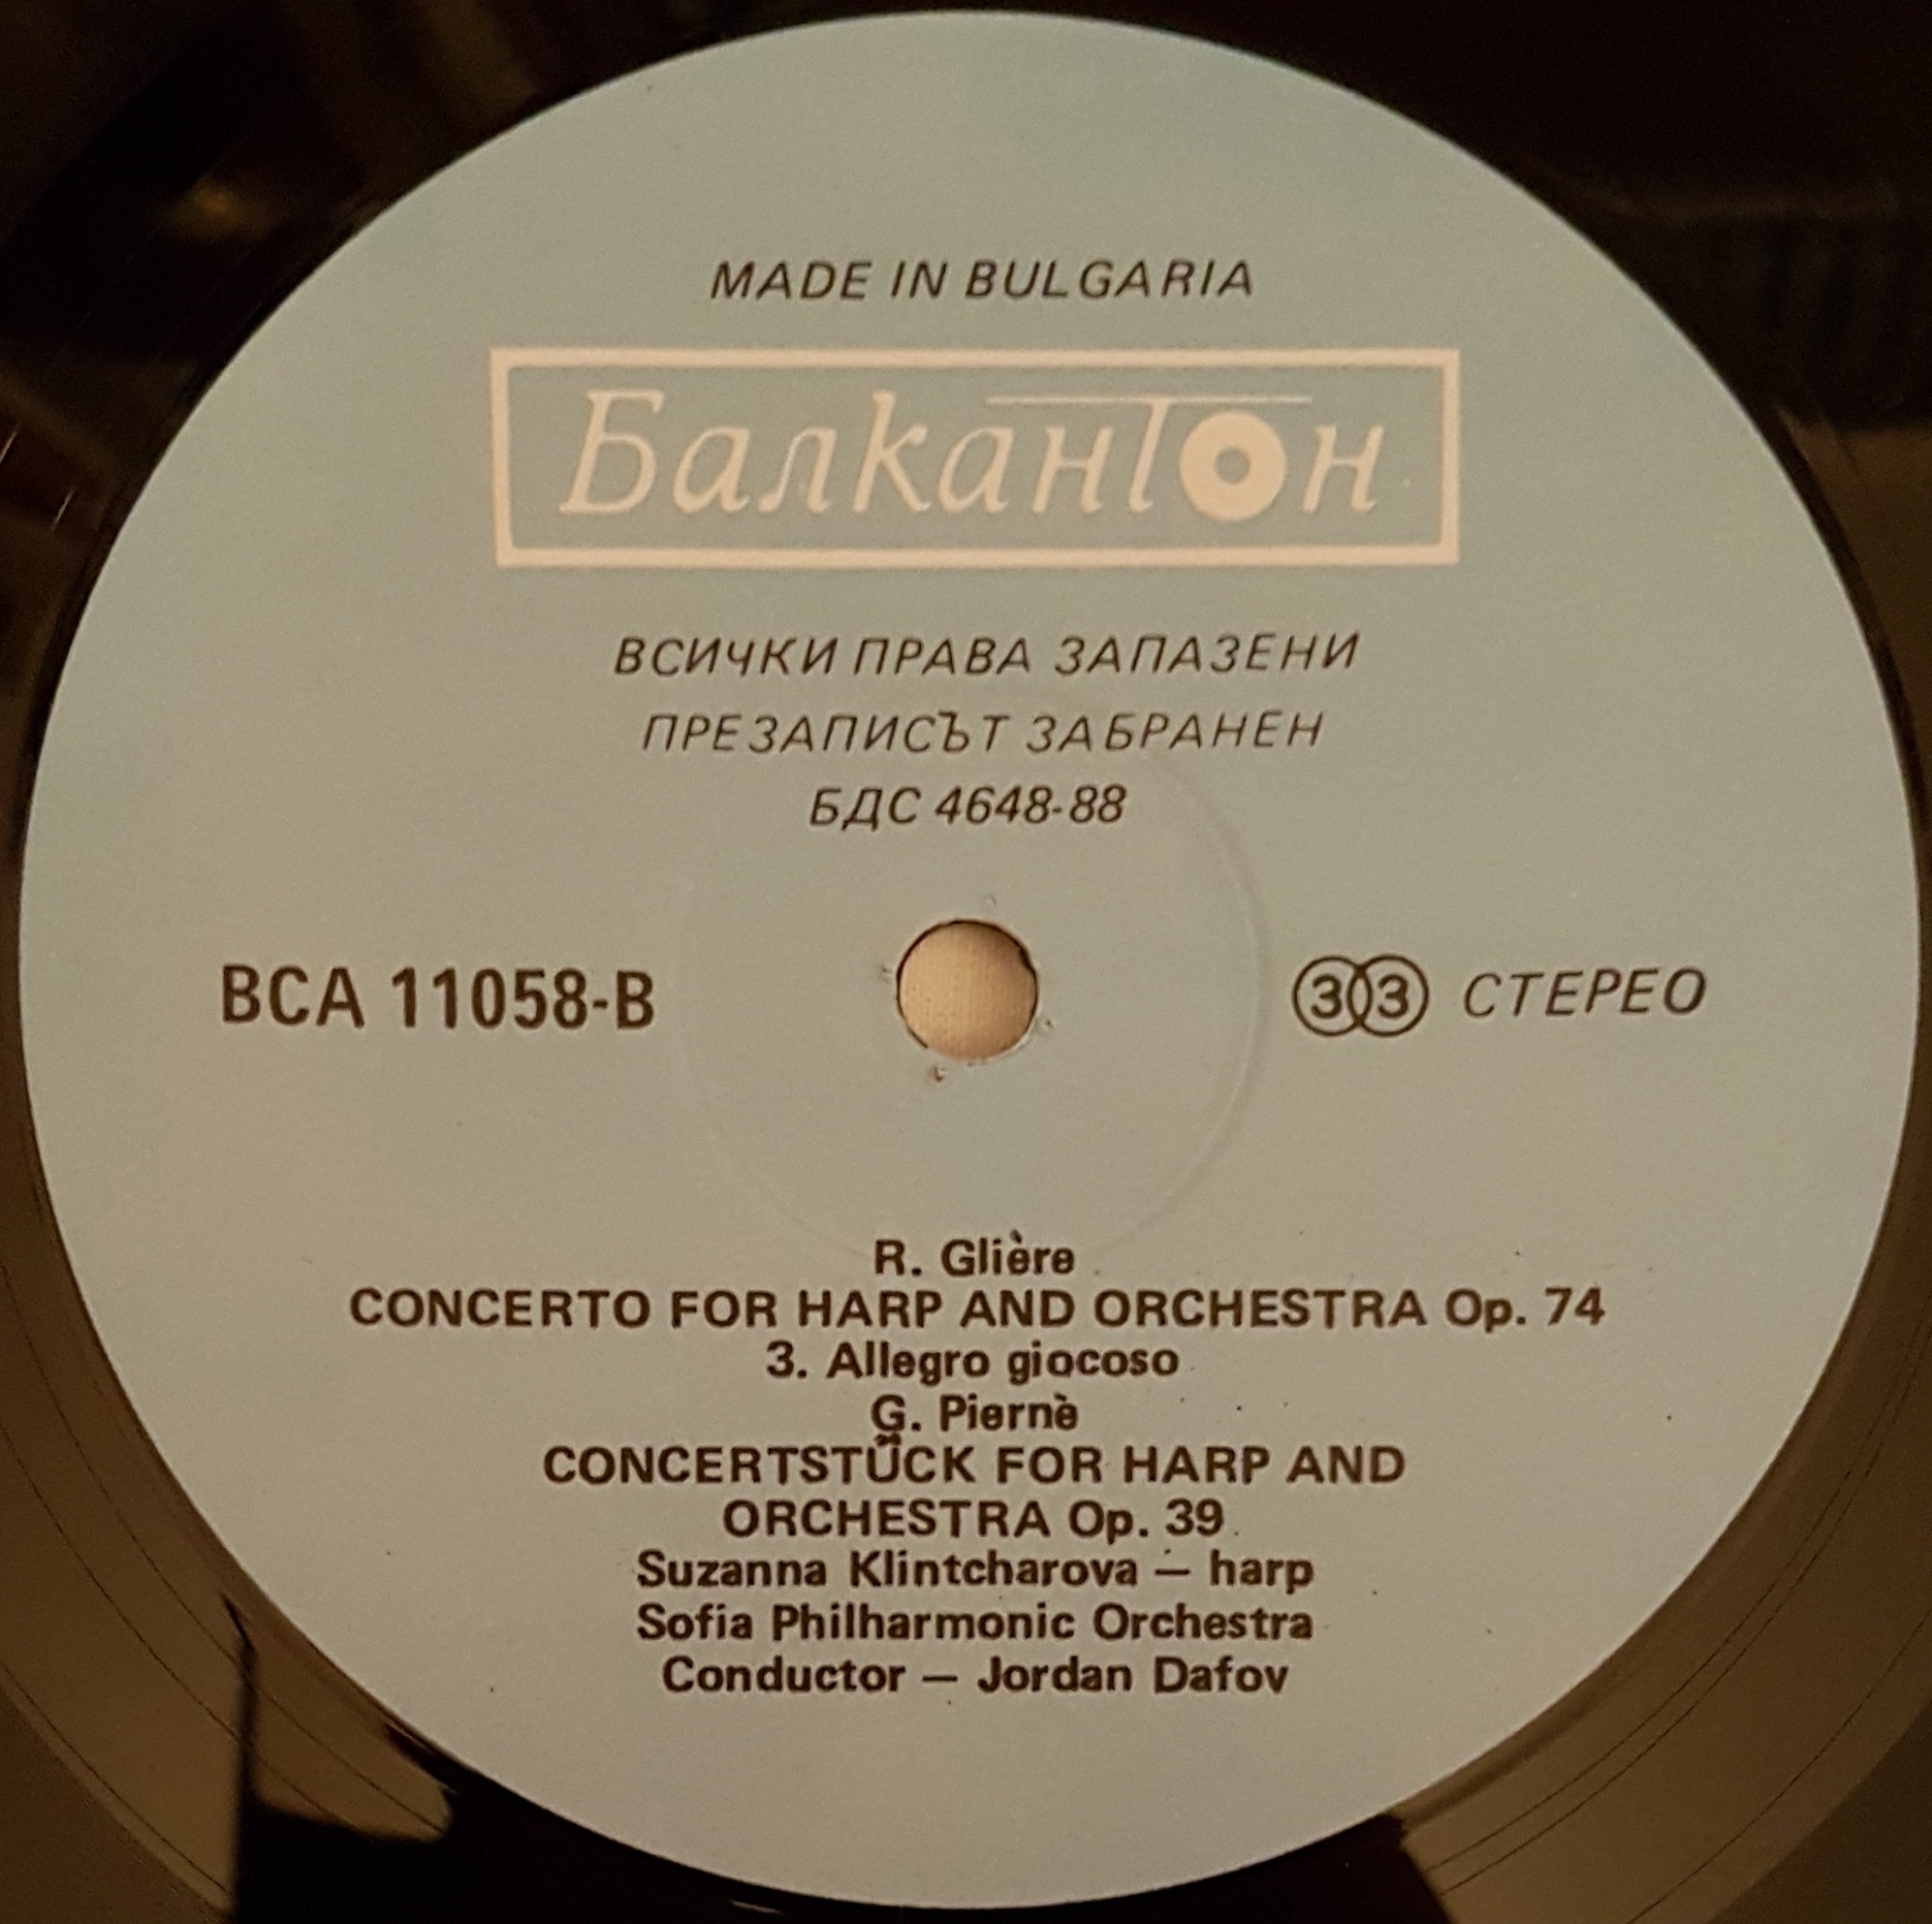 MADE IN BULGARIA
Балкантон
ВСИЧКИ ПРАВА ЗАПАЗЕНИ
ПРЕЗАПИСЪТ ЗАБРАНЕН
БДС 4648-88
ВСА 11058-В
33 СТЕРЕО
R. Glière
CONCERTO FOR HARP AND ORCHESTRA Op. 74
3. Allegro giocoso
G. Piernè
CONCERTSTÜCK FOR HARP AND
ORCHESTRA Op. 39
Suzanna Klintcharova — harp
Sofia Philharmonic Orchestra
Conductor — Jordan Dafov